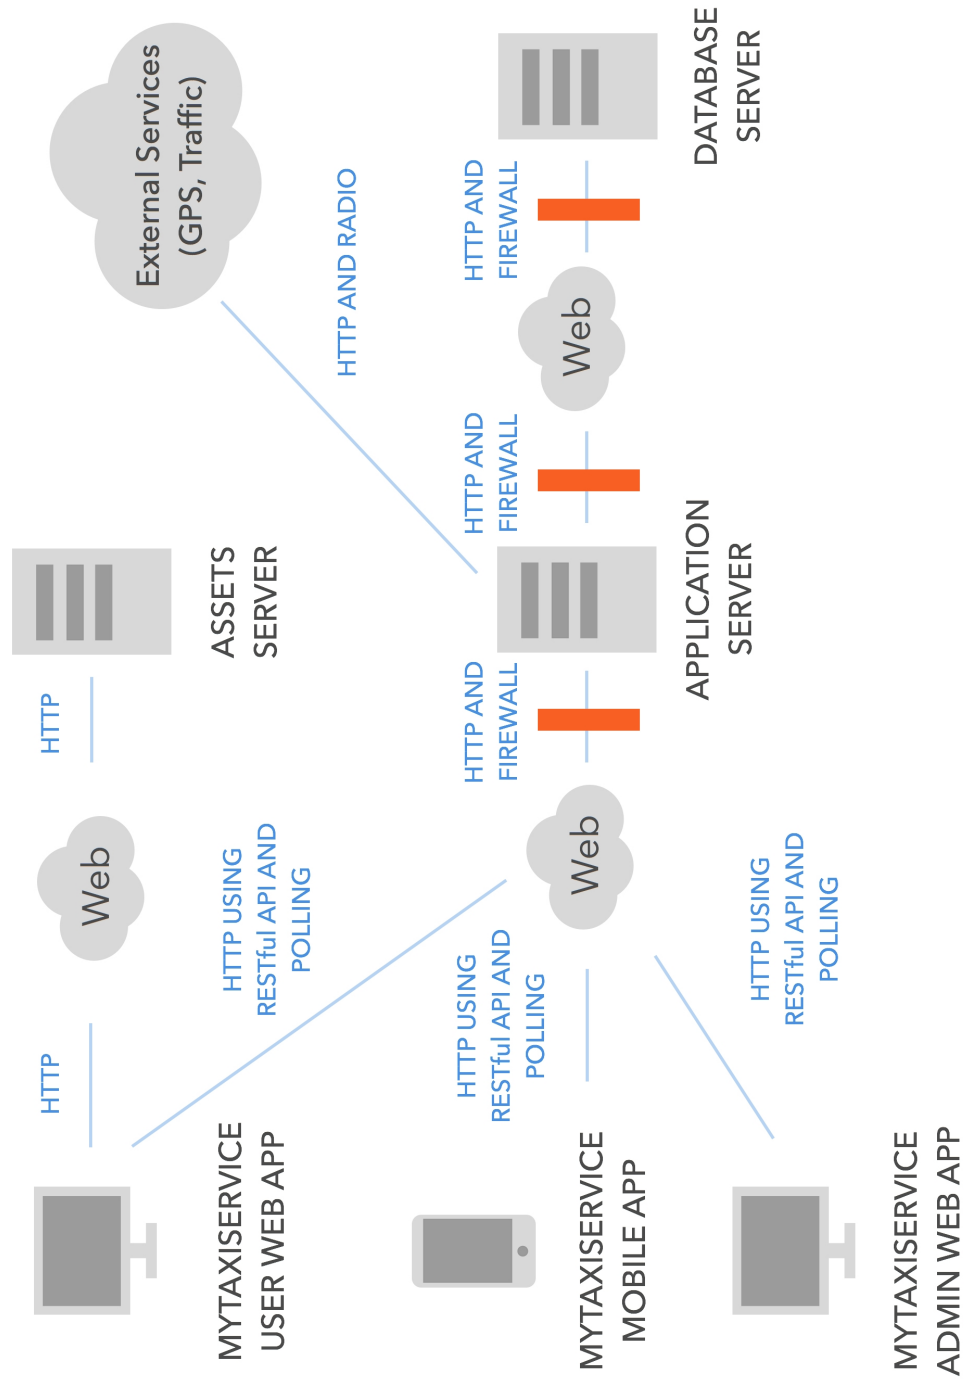 HTTP
HTTP
Web
ASSETS
SERVER
External Services
(GPS, Traffic)
MYTAXISERVICE
USER WEB APP
HTTP USING
RESTful API AND
POLLING
HTTP AND RADIO
MYTAXISERVICE
MOBILE APP
HTTP USING
RESTful API AND
POLLING
Web
HTTP AND
FIREWALL
APPLICATION
SERVER
HTTP AND
FIREWALL
Web
HTTP AND
FIREWALL
DATABASE
SERVER
MYTAXISERVICE
ADMIN WEB APP
HTTP USING
RESTful API AND
POLLING